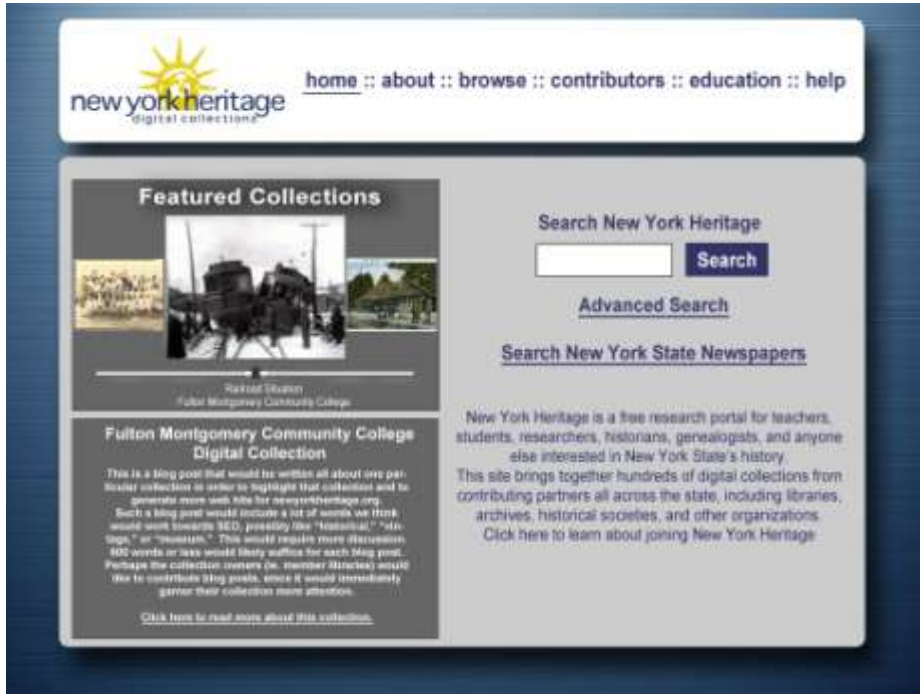 new york heritage
digital collections
home :: about :: browse :: contributors :: education :: help
Featured Collections
Railroad Situation
Fulton Montgomery Community College
Fulton Montgomery Community College
Digital Collection
This is a blog post that would be written all about one par-
ticular collection in order to highlight that collection and to
generate more web hits for newyorkheritage.org.
Such a blog post would include a lot of words we think
would work towards SEO, possibly like "historical," "vin-
tage," or "museum." This would require more discussion.
600 words or less would likely suffice for each blog post.
Perhaps the collection owners (ie. member libraries) would
like to contribute blog posts, since it would immediately
garner their collection more attention.
Click here to read more about this collection.
Search New York Heritage
Search
Advanced Search
Search New York State Newspapers
New York Heritage is a free research portal for teachers,
students, researchers, historians, genealogists, and anyone
else interested in New York State's history.
This site brings together hundreds of digital collections from
contributing partners all across the state, including libraries,
archives, historical societies, and other organizations.
Click here to learn about joining New York Heritage